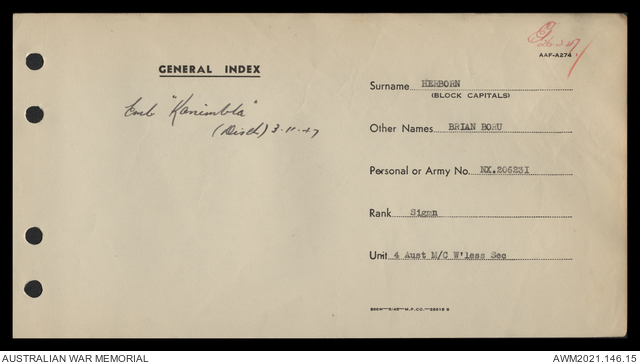 AAF-A274
GENERAL INDEX
Emb "Kanimbla"
(Disch) 3-11-47
Surname HERBORN
(BLOCK CAPITALS)
Other Names BRIAN BORU
Personal or Army No. NX.206231
Rank Sigmn
Unit 4 Aust M/C W'less Sec
AUSTRALIAN WAR MEMORIAL
AWM2021.146.15